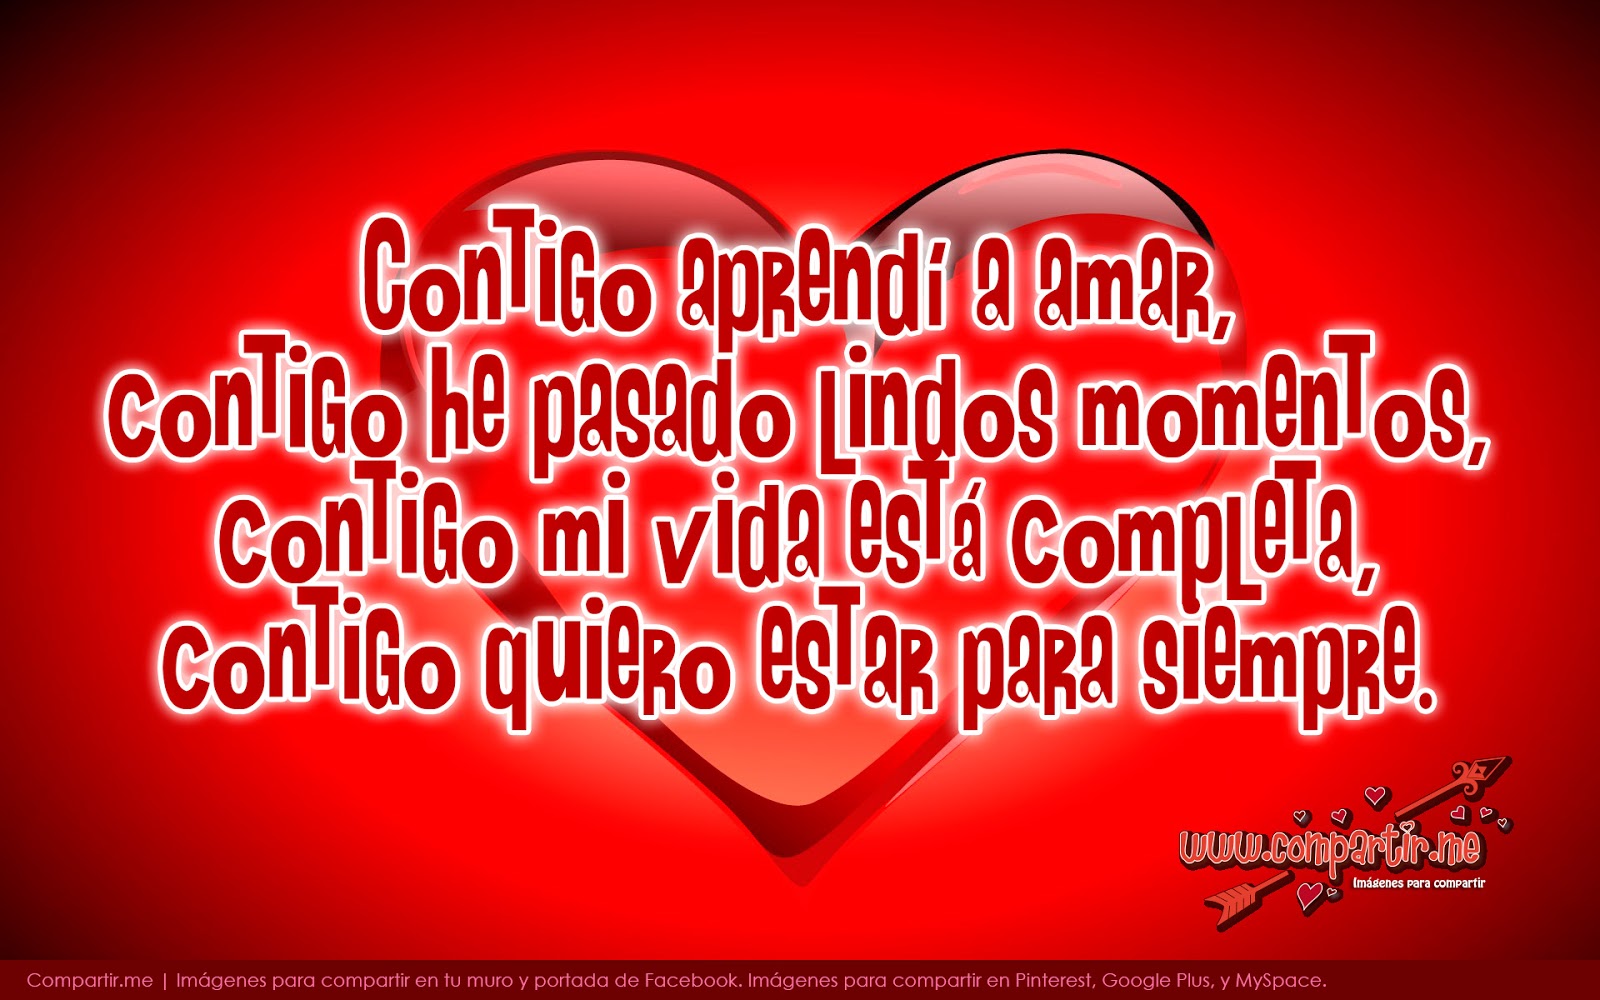 Contigo aprendí a amar,
contigo he pasado lindos momentos,
contigo mi vida está completa,
contigo quiero estar para siempre.
www.compartir.me
Imágenes para compartir
Compartir.me | Imágenes para compartir en tu muro y portada de Facebook. Imágenes para compartir en Pinterest, Google Plus, y MySpace.